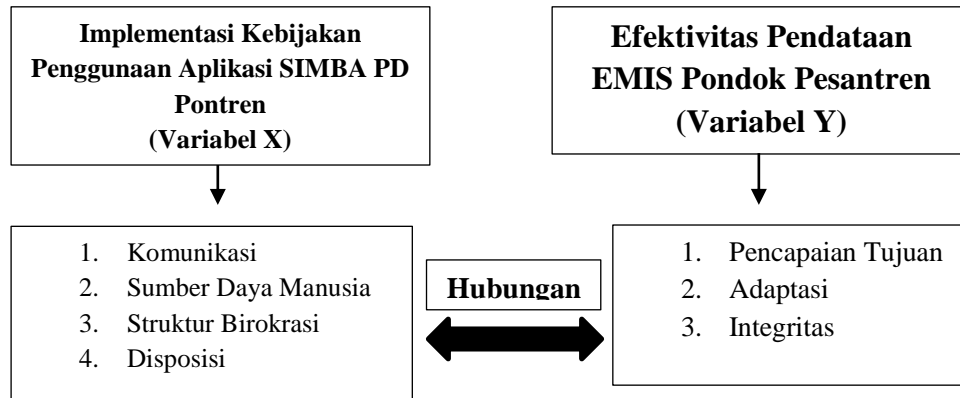 Implementasi Kebijakan
Penggunaan Aplikasi SIMBA PD
Pontren
(Variabel X)
Efektivitas Pendataan
EMIS Pondok Pesantren
(Variabel Y)
1. Komunikasi
2. Sumber Daya Manusia
3. Struktur Birokrasi
4. Disposisi
Hubungan
1. Pencapaian Tujuan
2. Adaptasi
3. Integritas